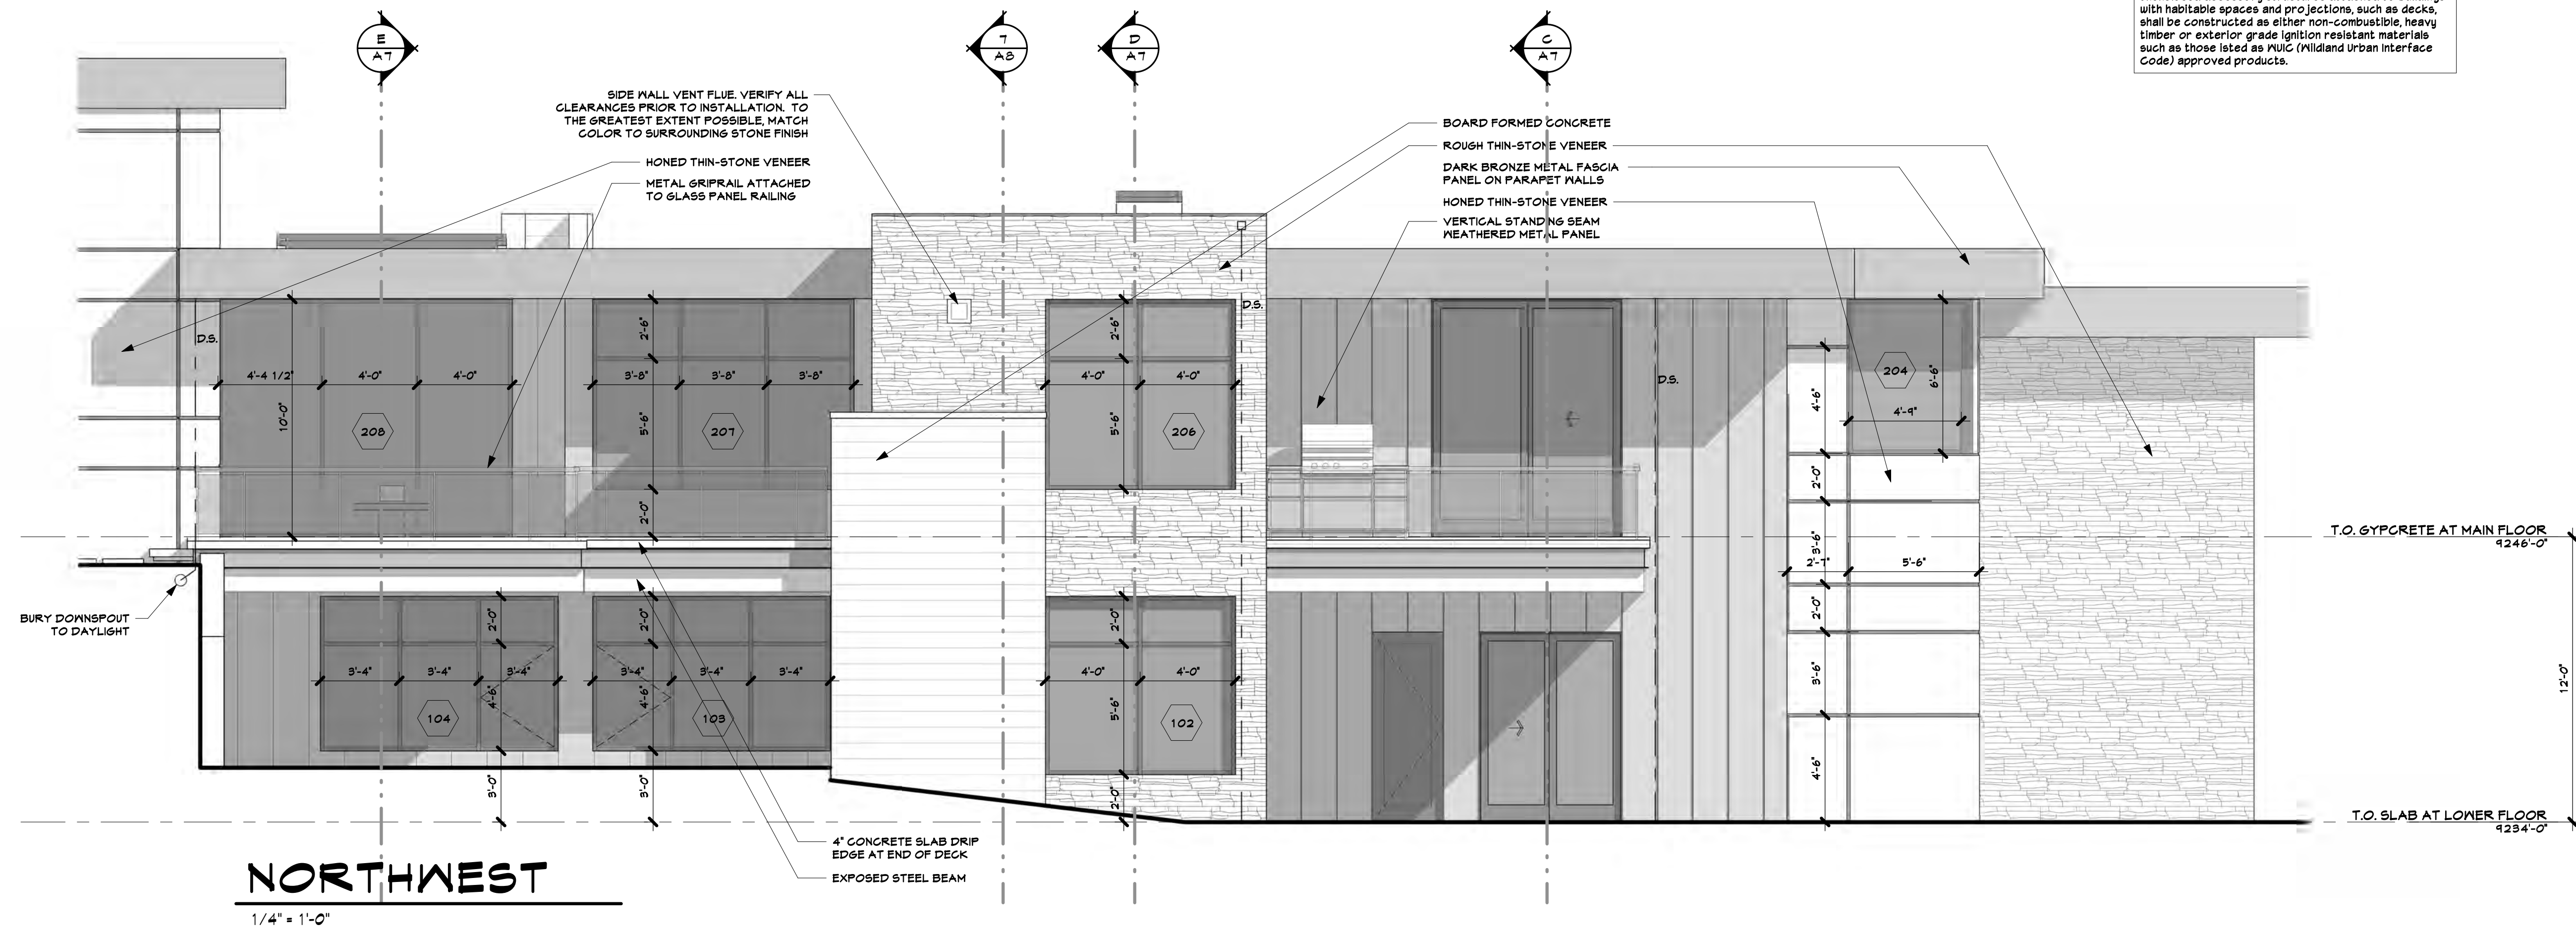 with habitable spaces and projections, such as decks,
shall be constructed as either non-combustible, heavy
timber or exterior grade ignition resistant materials
such as those isted as WUIC (Wildland Urban Interface
Code) approved products.
E
A7
7
A8
D
A7
C
A7
SIDE WALL VENT FLUE. VERIFY ALL
CLEARANCES PRIOR TO INSTALLATION. TO
THE GREATEST EXTENT POSSIBLE, MATCH
COLOR TO SURROUNDING STONE FINISH
HONED THIN-STONE VENEER
METAL GRIPRAIL ATTACHED
TO GLASS PANEL RAILING
BOARD FORMED CONCRETE
ROUGH THIN-STONE VENEER
DARK BRONZE METAL FASCIA
PANEL ON PARAPET WALLS
HONED THIN-STONE VENEER
VERTICAL STANDING SEAM
WEATHERED METAL PANEL
D.S.
4'-4 1/2"
4'-0"
4'-0"
10'-0"
208
2'-6"
3'-8"
3'-8"
3'-8"
5'-6"
207
2'-0"
D.S.
2'-6"
4'-0"
4'-0"
5'-6"
206
D.S.
204
6'-6"
4'-9"
4'-6"
2'-0"
3'-6"
2'-7"
5'-6"
2'-0"
3'-6"
4'-6"
T.O. GYPCRETE AT MAIN FLOOR
9246'-0"
12'-0"
T.O. SLAB AT LOWER FLOOR
9234'-0"
BURY DOWNSPOUT
TO DAYLIGHT
2'-0"
3'-4"
3'-4"
3'-4"
4'-6"
104
3'-0"
2'-0"
3'-4"
3'-4"
3'-4"
4'-6"
103
3'-0"
2'-0"
4'-0"
4'-0"
5'-6"
102
2'-0"
4" CONCRETE SLAB DRIP
EDGE AT END OF DECK
EXPOSED STEEL BEAM
NORTHWEST
1/4" = 1'-0"